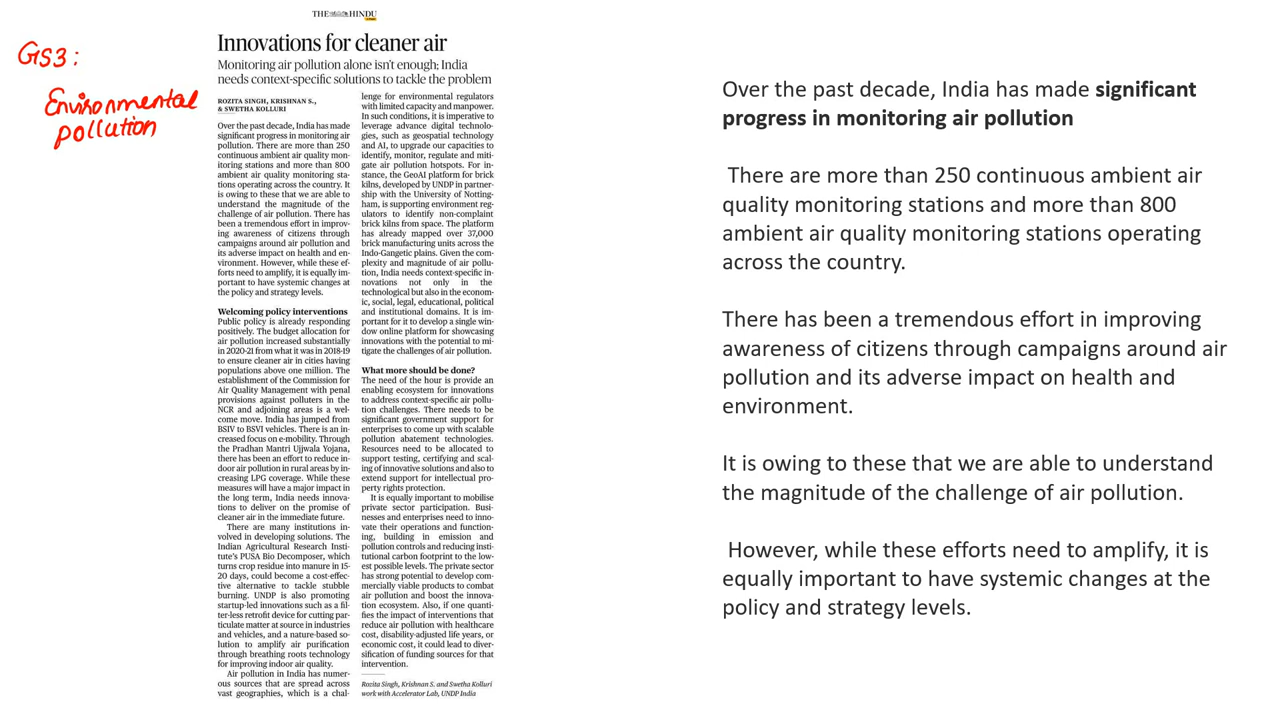 THE HINDU
GS3:
Environmental
pollution
Innovations for cleaner air
Monitoring air pollution alone isn't enough; India
needs context-specific solutions to tackle the problem
ROZITA SINGH, KRISHNAN S.,
& SWETHA KOLLURI
Over the past decade, India has made
significant progress in monitoring air
pollution. There are more than 250
continuous ambient air quality mon-
itoring stations and more than 800
ambient air quality monitoring sta-
tions operating across the country. It
is owing to these that we are able to
understand the magnitude of the
challenge of air pollution. There has
been a tremendous effort in improv-
ing awareness of citizens through
campaigns around air pollution and
its adverse impact on health and en-
vironment. However, while these ef-
forts need to amplify, it is equally im-
portant to have systemic changes at
the policy and strategy levels.
Welcoming policy interventions
Public policy is already responding
positively. The budget allocation for
air pollution increased substantially
in 2020-21 from what it was in 2018-19
to ensure cleaner air in cities having
populations above one million. The
establishment of the Commission for
Air Quality Management with penal
provisions against polluters in the
NCR and adjoining areas is a wel-
come move. India has jumped from
BSIV to BSVI vehicles. There is an in-
creased focus on e-mobility. Through
the Pradhan Mantri Ujjwala Yojana,
there has been an effort to reduce in-
door air pollution in rural areas by in-
creasing LPG coverage. While these
measures will have a major impact in
the long term, India needs innova-
tions to deliver on the promise of
cleaner air in the immediate future.
There are many institutions in-
volved in developing solutions. The
Indian Agricultural Research Insti-
tute's PUSA Bio Decomposer, which
turns crop residue into manure in 15-
20 days, could become a cost-effec-
tive alternative to tackle stubble
burning. UNDP is also promoting
startup-led innovations such as a fil-
ter-less retrofit device for cutting par-
ticulate matter at source in industries
and vehicles, and a nature-based so-
lution to amplify air purification
through breathing roots technology
for improving indoor air quality.
Air pollution in India has numer-
ous sources that are spread across
vast geographies, which is a chal-
lenge for environmental regulators
with limited capacity and manpower.
In such conditions, it is imperative to
leverage advance digital technolo-
gies, such as geospatial technology
and AI, to upgrade our capacities to
identify, monitor, regulate and miti-
gate air pollution hotspots. For in-
stance, the GeoAI platform for brick
kilns, developed by UNDP in partner-
ship with the University of Notting-
ham, is supporting environment reg-
ulators to identify non-complaint
brick kilns from space. The platform
has already mapped over 37,000
brick manufacturing units across the
Indo-Gangetic plains. Given the com-
plexity and magnitude of air pollu-
tion, India needs context-specific in-
novations not only in the
technological but also in the econom-
ic, social, legal, educational, political
and institutional domains. It is im-
portant for it to develop a single win-
dow online platform for showcasing
innovations with the potential to mi-
tigate the challenges of air pollution.
What more should be done?
The need of the hour is provide an
enabling ecosystem for innovations
to address context-specific air pollu-
tion challenges. There needs to be
significant government support for
enterprises to come up with scalable
pollution abatement technologies.
Resources need to be allocated to
support testing, certifying and scal-
ing of innovative solutions and also to
extend support for intellectual pro-
perty rights protection.
It is equally important to mobilise
private sector participation. Busi-
nesses and enterprises need to inno-
vate their operations and function-
ing, building in emission and
pollution controls and reducing insti-
tutional carbon footprint to the low-
est possible levels. The private sector
has strong potential to develop com-
mercially viable products to combat
air pollution and boost the innova-
tion ecosystem. Also, if one quanti-
fies the impact of interventions that
reduce air pollution with healthcare
cost, disability-adjusted life years, or
economic cost, it could lead to diver-
sification of funding sources for that
intervention.
Rozita Singh, Krishnan S. and Swetha Kolluri
work with Accelerator Lab, UNDP India
Over the past decade, India has made significant
progress in monitoring air pollution
There are more than 250 continuous ambient air
quality monitoring stations and more than 800
ambient air quality monitoring stations operating
across the country.
There has been a tremendous effort in improving
awareness of citizens through campaigns around air
pollution and its adverse impact on health and
environment.
It is owing to these that we are able to understand
the magnitude of the challenge of air pollution.
However, while these efforts need to amplify, it is
equally important to have systemic changes at the
policy and strategy levels.